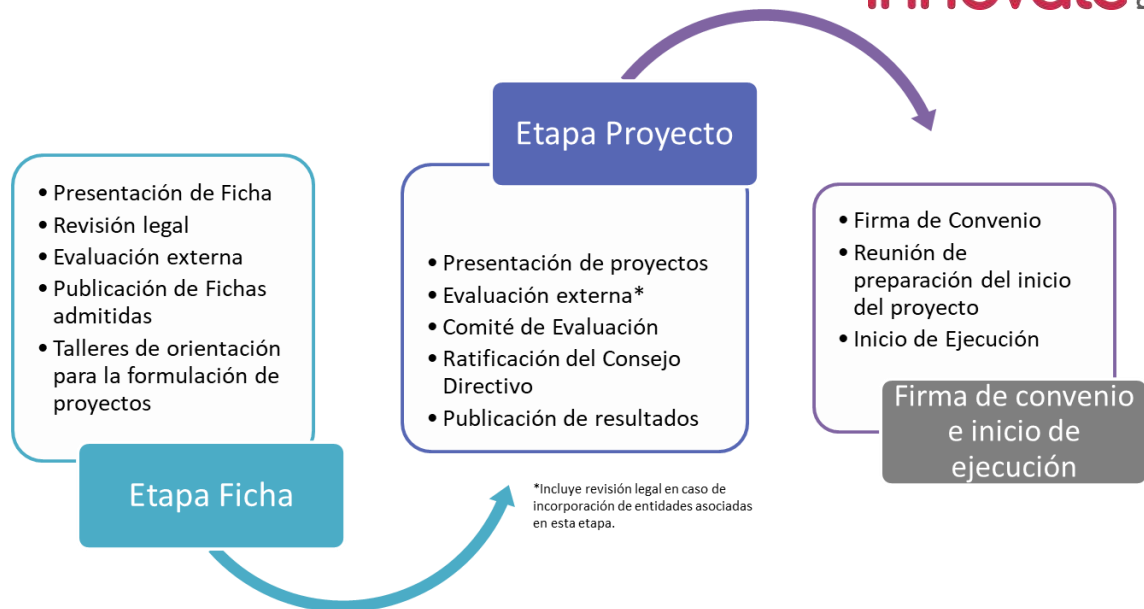 • Presentación de Ficha
• Revisión legal
• Evaluación externa
• Publicación de Fichas
admitidas
• Talleres de orientación
para la formulación de
proyectos
Etapa Ficha
Etapa Proyecto
• Presentación de proyectos
• Evaluación externa*
• Comité de Evaluación
• Ratificación del Consejo
Directivo
• Publicación de resultados
*Incluye revisión legal en caso de
incorporación de entidades asociadas
en esta etapa.
• Firma de Convenio
• Reunión de
preparación del inicio
del proyecto
• Inicio de Ejecución
Firma de convenio
e inicio de
ejecución